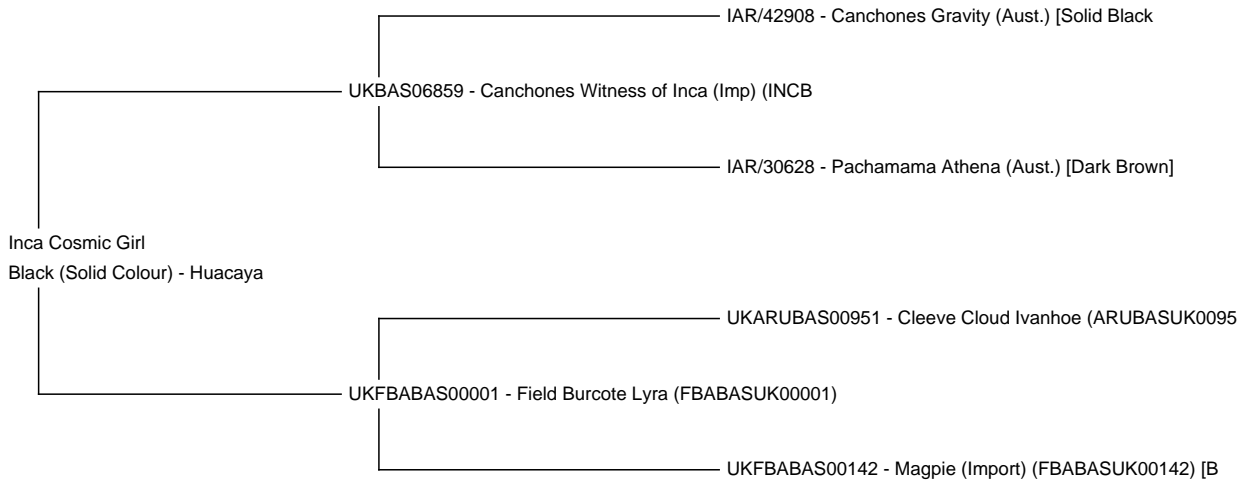 IAR/42908 - Canchones Gravity (Aust.) [Solid Black
UKBAS06859 - Canchones Witness of Inca (Imp) (INCB
IAR/30628 - Pachamama Athena (Aust.) [Dark Brown]
Inca Cosmic Girl
Black (Solid Colour) - Huacaya
UKARUBAS00951 - Cleeve Cloud Ivanhoe (ARUBASUK0095
UKFBABAS00001 - Field Burcote Lyra (FBABASUK00001)
UKFBABAS00142 - Magpie (Import) (FBABASUK00142) [B